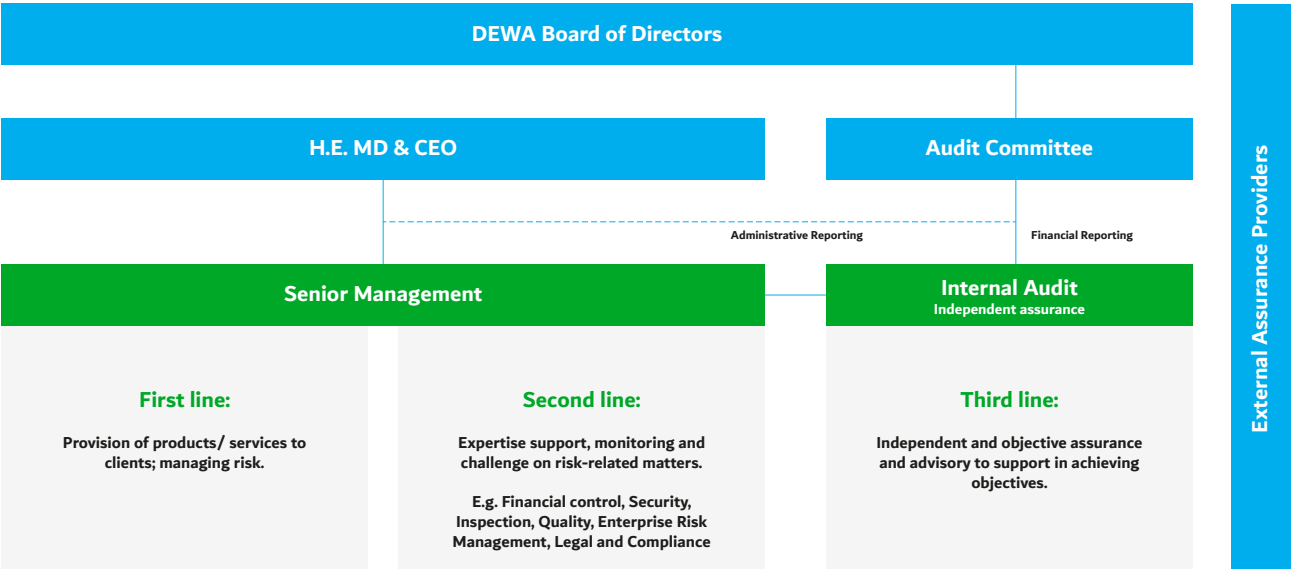 DEWA Board of Directors
H.E. MD & CEO
Audit Committee
Administrative Reporting
Financial Reporting
Senior Management
Internal Audit
Independent assurance
First line:
Provision of products/ services to
clients; managing risk.
Second line:
Expertise support, monitoring and
challenge on risk-related matters.
E.g. Financial control, Security,
Inspection, Quality, Enterprise Risk
Management, Legal and Compliance
Third line:
Independent and objective assurance
and advisory to support in achieving
objectives.
External Assurance Providers